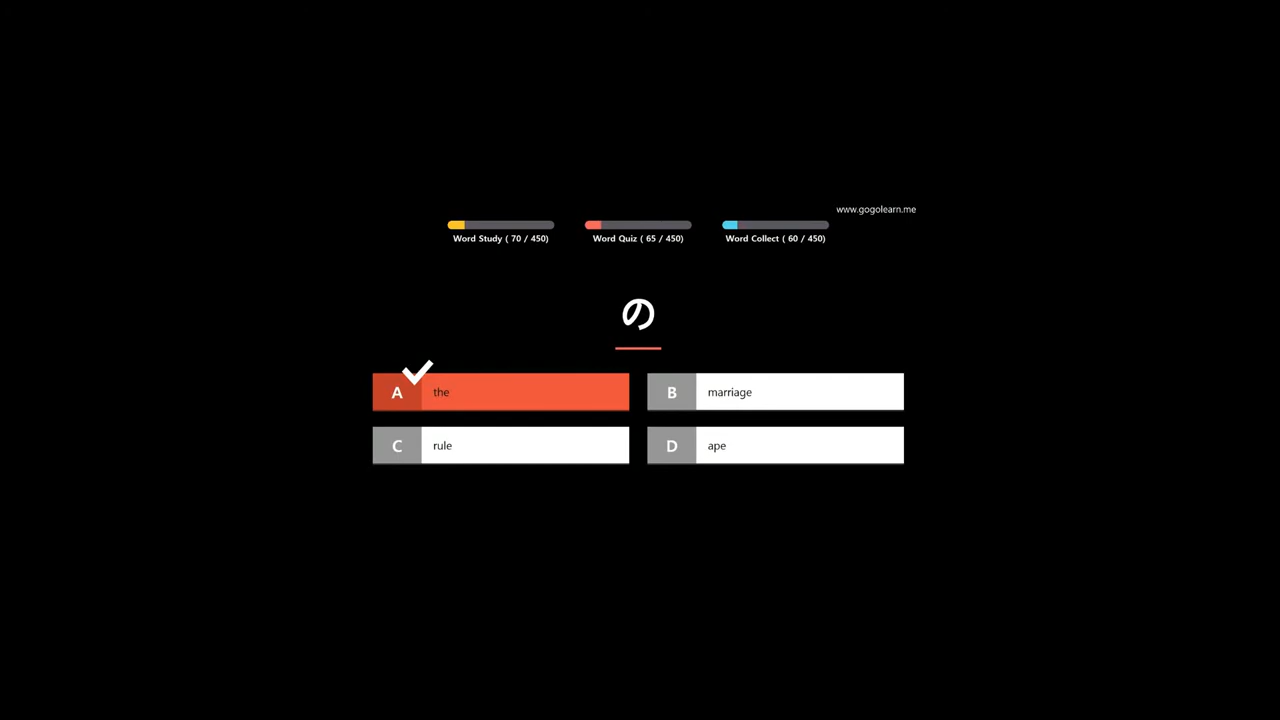 www.gogolearn.me
Word Study ( 70 / 450)
Word Quiz ( 65 / 450)
Word Collect ( 60 / 450)
の
A the
B marriage
C rule
D ape